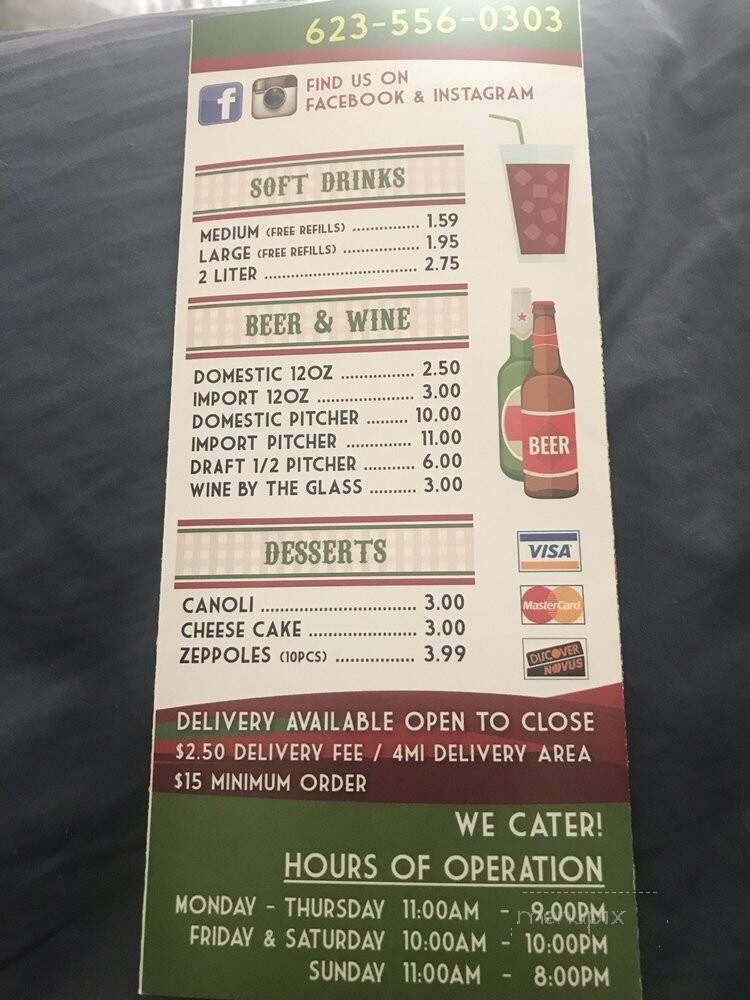 623-556-0303
f
FIND US ON
FACEBOOK & INSTAGRAM
SOFT DRINKS
MEDIUM (FREE REFILLS) ................ 1.59
LARGE (FREE REFILLS) .................. 1.95
2 LITER .................................... 2.75
BEER & WINE
DOMESTIC 12OZ ................. 2.50
IMPORT 12OZ ....................... 3.00
DOMESTIC PITCHER ......... 10.00
IMPORT PITCHER .............. 11.00
DRAFT 1/2 PITCHER ........... 6.00
WINE BY THE GLASS .......... 3.00
BEER
DESSERTS
CANOLI .................................. 3.00
CHEESE CAKE ....................... 3.00
ZEPPOLES (10PCS) ................. 3.99
VISA
MasterCard
DISCOVER
NOVUS
DELIVERY AVAILABLE OPEN TO CLOSE
$2.50 DELIVERY FEE / 4MI DELIVERY AREA
$15 MINIMUM ORDER
WE CATER!
HOURS OF OPERATION
MONDAY - THURSDAY 11:00AM - 9:00PM
menupix
FRIDAY & SATURDAY 10:00AM - 10:00PM
SUNDAY 11:00AM - 8:00PM